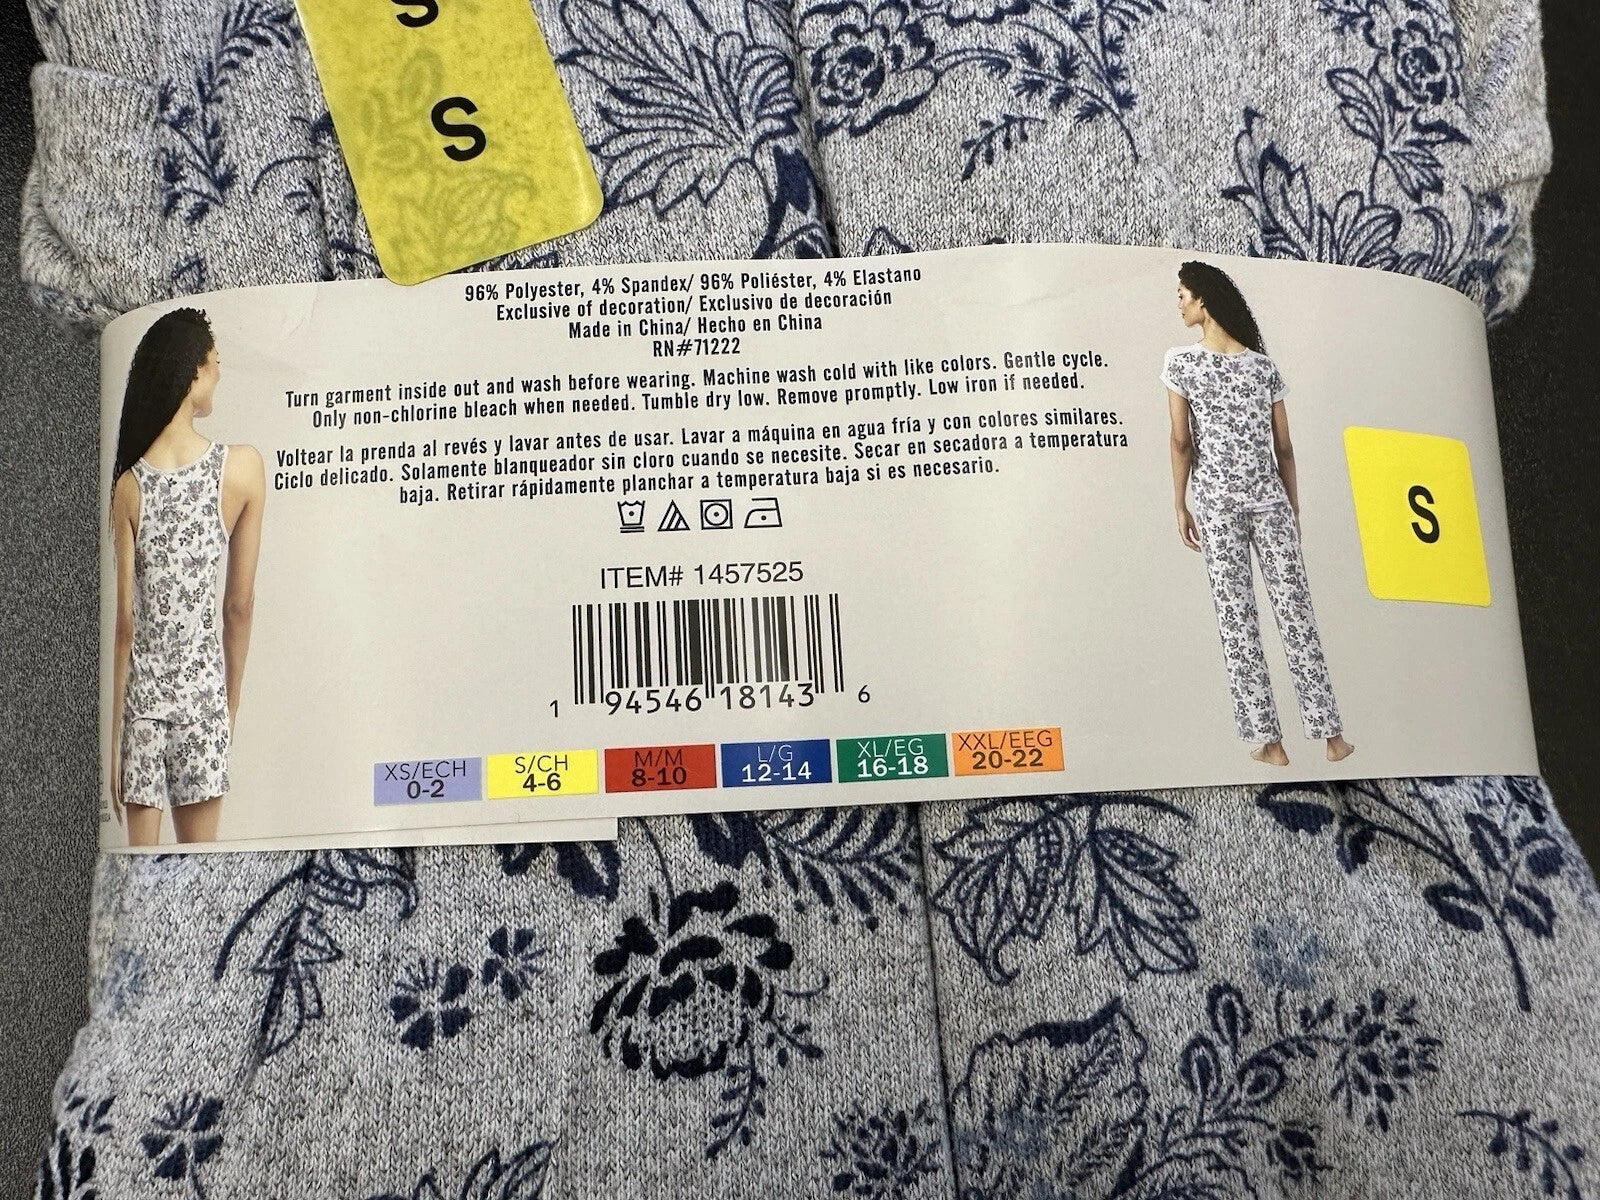 S
S
96% Polyester, 4% Spandex/ 96% Poliéster, 4% Elastano
Exclusive of decoration/ Exclusivo de decoración
Made in China/ Hecho en China
RN#71222
Turn garment inside out and wash before wearing. Machine wash cold with like colors. Gentle cycle.
Only non-chlorine bleach when needed. Tumble dry low. Remove promptly. Low iron if needed.
Voltear la prenda al revés y lavar antes de usar. Lavar a máquina en agua fría y con colores similares.
Ciclo delicado. Solamente blanqueador sin cloro cuando se necesite. Secar en secadora a temperatura
baja. Retirar rápidamente planchar a temperatura baja si es necesario.
S
ITEM# 1457525
1 94546 18143 6
XS/ECH
0-2
S/CH
4-6
M/M
8-10
L/G
12-14
XL/EG
16-18
XXL/EEG
20-22